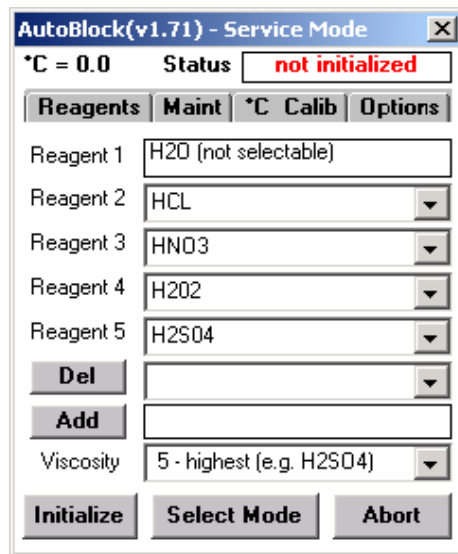 AutoBlock(v1.71) - Service Mode
°C = 0.0 Status not initialized
Reagents Maint °C Calib Options
Reagent 1 H2O (not selectable)
Reagent 2 HCL
Reagent 3 HNO3
Reagent 4 H202
Reagent 5 H2SO4
Del
Add
Viscosity 5 - highest (e.g. H2SO4)
Initialize Select Mode Abort